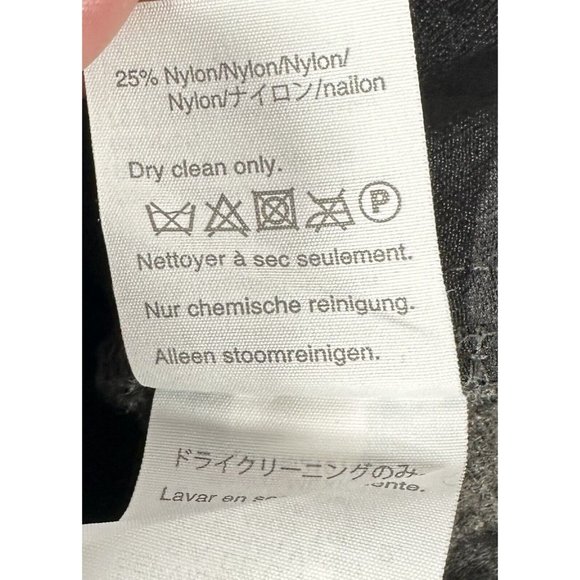 25% Nylon/Nylon/Nylon/
Nylon/ナイロン/nailon
Dry clean only.
P
Nettoyer à sec seulement.
Nur chemische reinigung.
Alleen stoomreinigen.
ドライクリーニングのみ
Lavar en